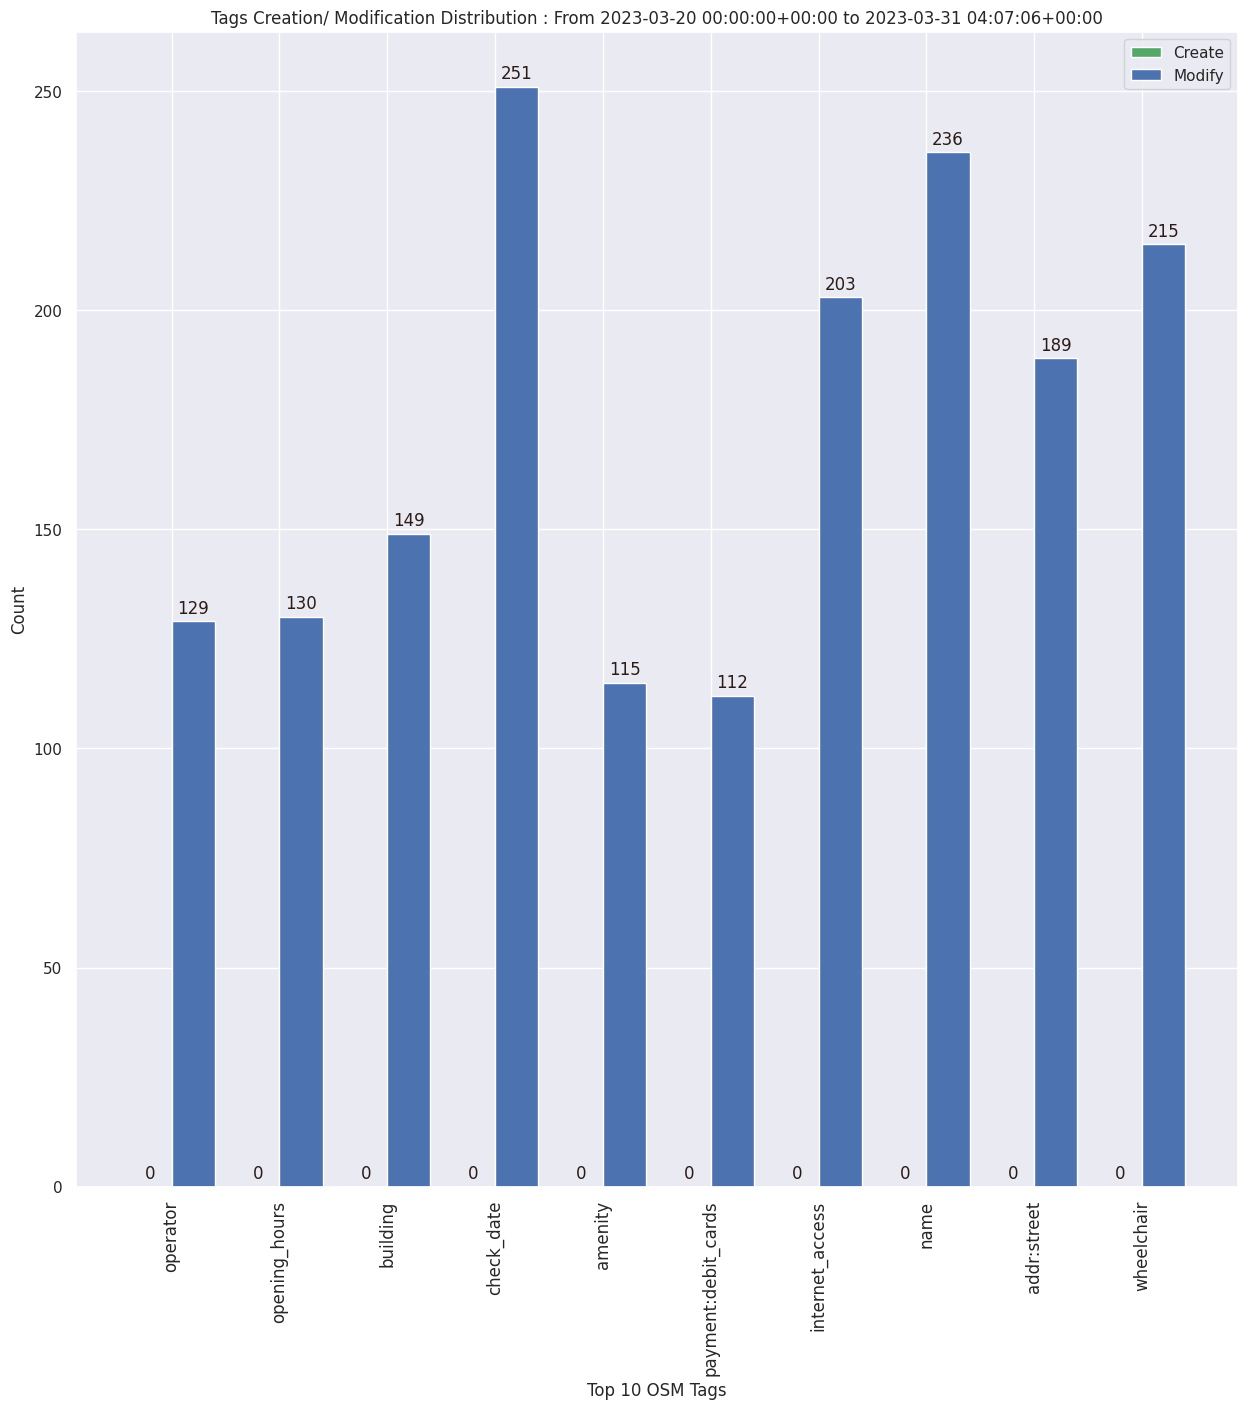 Tags Creation/ Modification Distribution : From 2023-03-20 00:00:00+00:00 to 2023-03-31 04:07:06+00:00
Create
Modify
Count
250
200
150
100
50
0
0
129
0
130
0
149
0
251
0
115
0
112
0
203
0
236
0
189
0
215
operator
opening_hours
building
check_date
amenity
payment:debit_cards
internet_access
name
addr:street
wheelchair
Top 10 OSM Tags